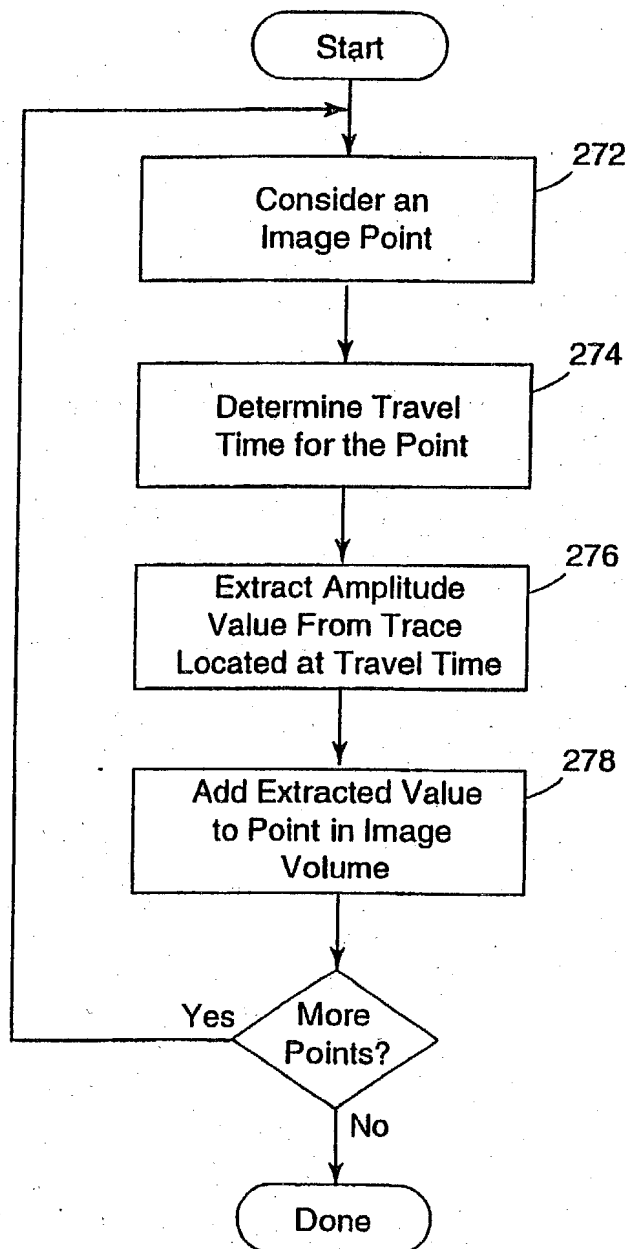 Start
272
Consider an
Image Point
274
Determine Travel
Time for the Point
276
Extract Amplitude
Value From Trace
Located at Travel Time
278
Add Extracted Value
to Point in Image
Volume
Yes
More
Points?
No
Done